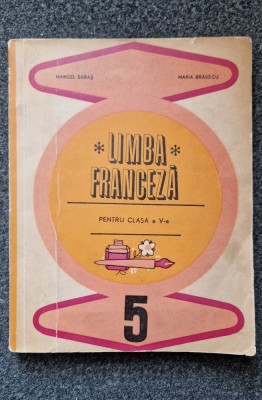 MARCEL SARAȘ
MARIA BRĂESCU
* LIMBA *
FRANCEZĂ
PENTRU CLASA a V-a
5